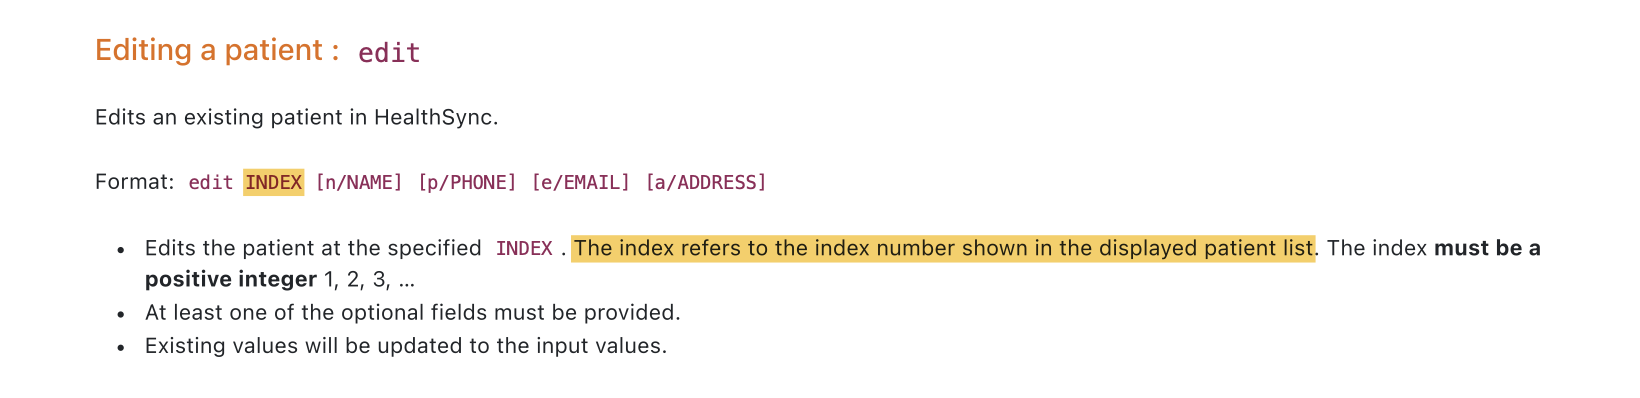 Editing a patient : edit
Edits an existing patient in HealthSync.
Format: edit INDEX [n/NAME] [p/PHONE] [e/EMAIL] [a/ADDRESS]
• Edits the patient at the specified INDEX . The index refers to the index number shown in the displayed patient list. The index must be a
positive integer 1, 2, 3, …
• At least one of the optional fields must be provided.
• Existing values will be updated to the input values.